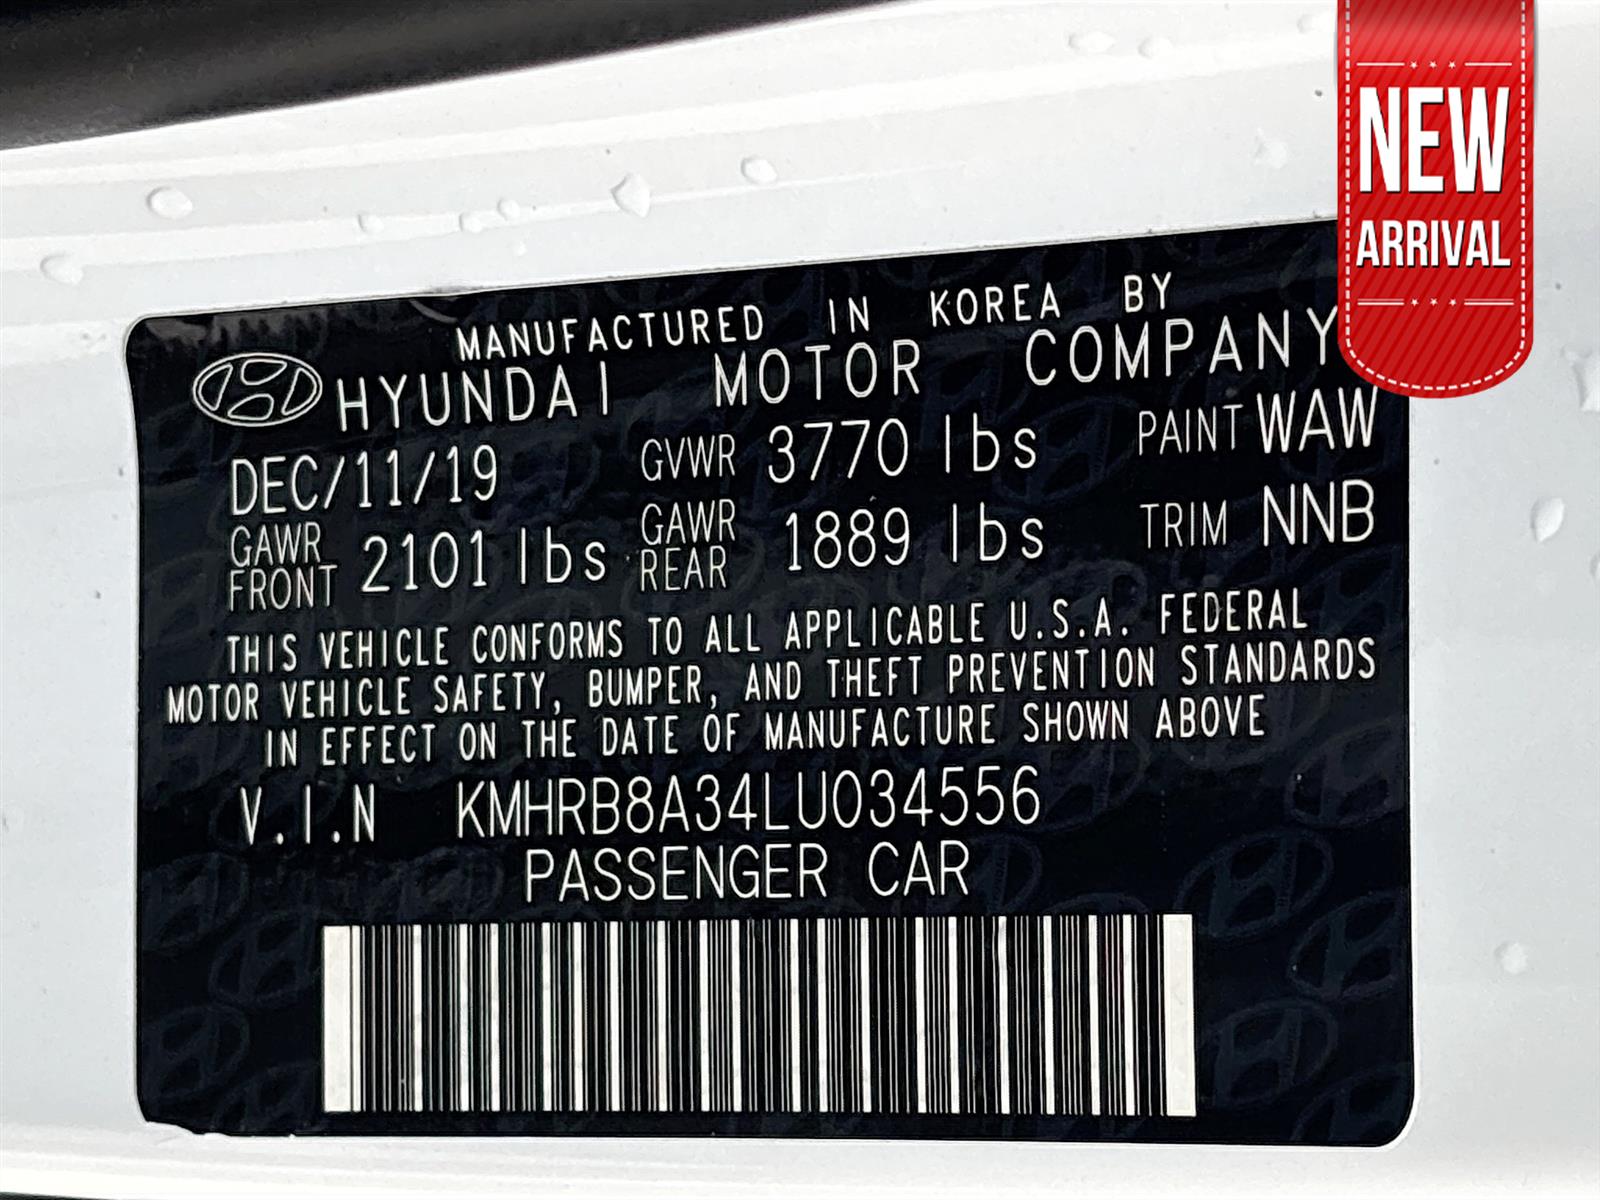 NEW
ARRIVAL
MANUFACTURED IN KOREA BY
HYUNDAI MOTOR COMPANY
DEC/11/19 GVWR 3770 lbs PAINT WAW
GAWR FRONT 2101 lbs GAWR REAR 1889 lbs TRIM NNB
THIS VEHICLE CONFORMS TO ALL APPLICABLE U.S.A. FEDERAL
MOTOR VEHICLE SAFETY, BUMPER, AND THEFT PREVENTION STANDARDS
IN EFFECT ON THE DATE OF MANUFACTURE SHOWN ABOVE
V.I.N KMHRB8A34LU034556
PASSENGER CAR